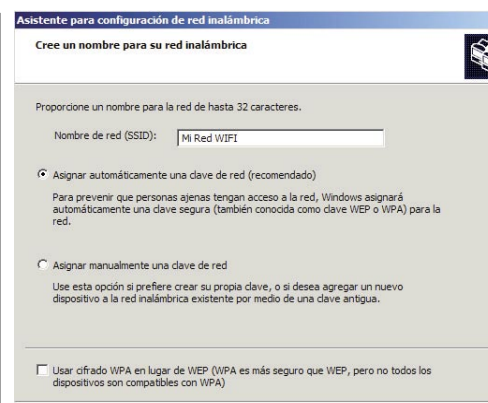 Asistente para configuración de red inalámbrica
Cree un nombre para su red inalámbrica
Proporcione un nombre para la red de hasta 32 caracteres.
Nombre de red (SSID): Mi Red WIFI
Asignar automáticamente una clave de red (recomendado)
Para prevenir que personas ajenas tengan acceso a la red, Windows asignará
automáticamente una clave segura (también conocida como clave WEP o WPA) para la
red.
Asignar manualmente una clave de red
Use esta opción si prefiere crear su propia clave, o si desea agregar un nuevo
dispositivo a la red inalámbrica existente por medio de una clave antigua.
Usar cifrado WPA en lugar de WEP (WPA es más seguro que WEP, pero no todos los
dispositivos son compatibles con WPA)